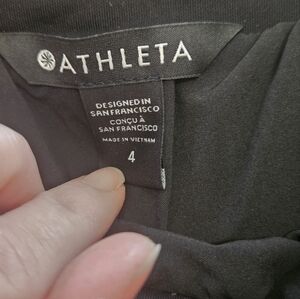 ATHLETA
DESIGNED IN
SAN FRANCISCO
CONÇU À
SAN FRANCISCO
MADE IN VIETNAM
4